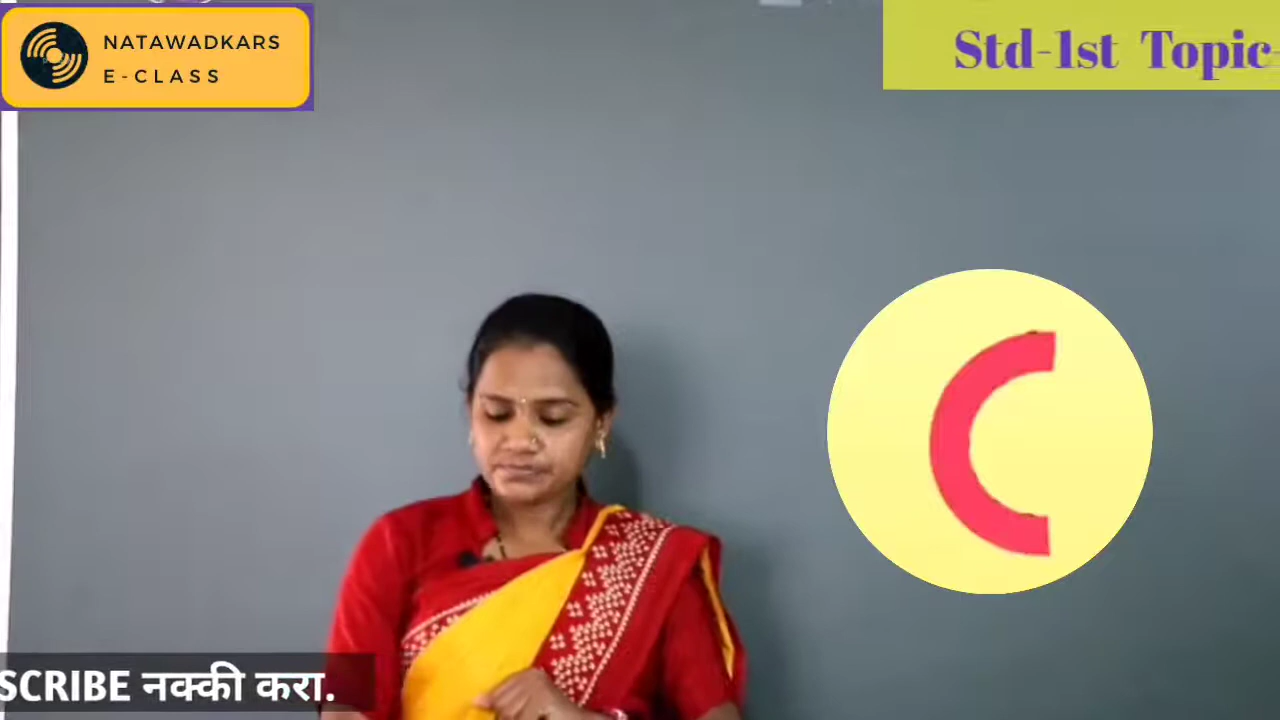 NATAWADKARS
E-CLASS
Std-1st Topic-
C
SCRIBE नक्की करा.